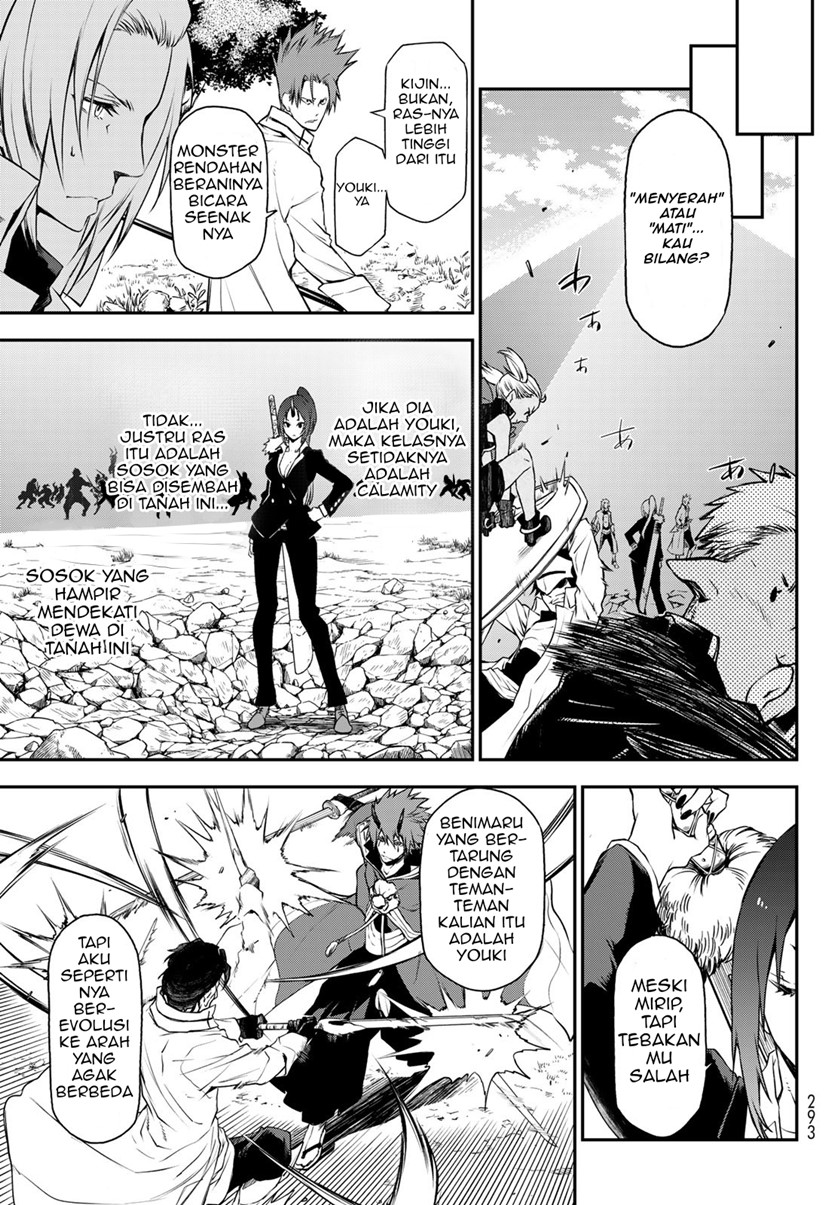 "MENYERAH"
ATAU
"MATI"...
KAU
BILANG?
あぁ
あぁ
KIJIN...
BUKAN,
RAS-NYA
LEBIH
TINGGI
DARI ITU
YOUKI...
YA
MONSTER
RENDAHAN
BERANINYA
BICARA
SEENAK
NYA
JIKA DIA
ADALAH YOUKI,
MAKA KELASNYA
SETIDAKNYA
ADALAH
CALAMITY
TIDAK...
JUSTRU RAS
ITU ADALAH
SOSOK YANG
BISA DISEMBAH
DI TANAH INI...
SOSOK YANG
HAMPIR
MENDEKATI
DEWA DI
TANAH INI
MESKI
MIRIP,
TAPI
TEBAKAN
MU
SALAH
BENIMARU
YANG BER-
TARUNG
DENGAN
TEMAN-
TEMAN
KALIAN ITU
ADALAH
YOUKI
TAPI
AKU
SEPERTI
NYA
BER-
EVOLUSI
KE ARAH
YANG
AGAK
BERBEDA
293